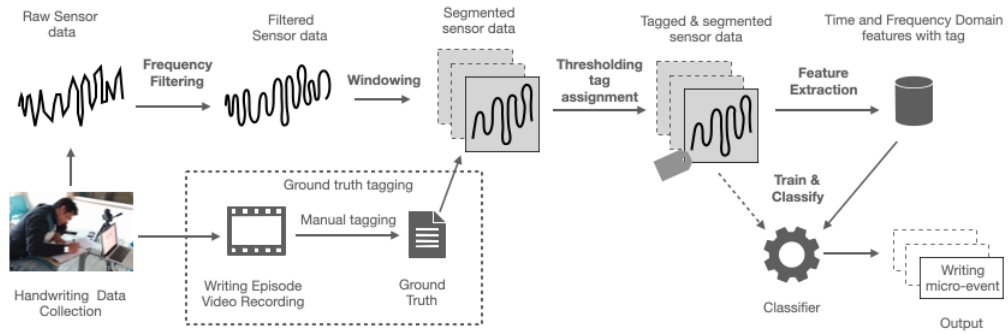 Raw Sensor
data
Frequency
Filtering
Filtered
Sensor data
Windowing
Segmented
sensor data
Thresholding
tag
assignment
Tagged & segmented
sensor data
Feature
Extraction
Time and Frequency Domain
features with tag
Handwriting Data
Collection
Ground truth tagging
Manual tagging
Writing Episode
Video Recording
Ground
Truth
Train &
Classify
Classifier
Writing
micro-event
Output